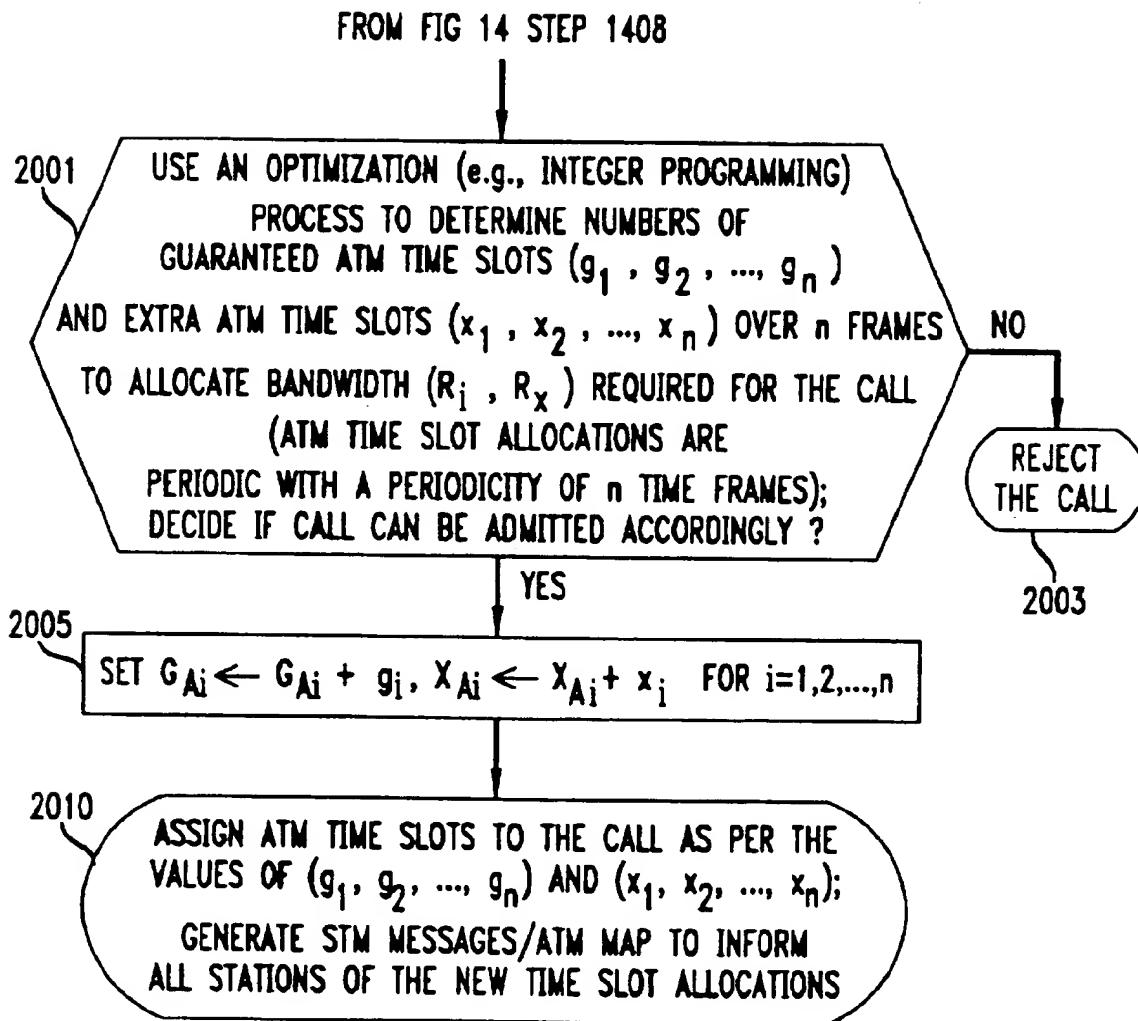 FROM FIG 14 STEP 1408
2001
USE AN OPTIMIZATION (e.g., INTEGER PROGRAMMING)
PROCESS TO DETERMINE NUMBERS OF
GUARANTEED ATM TIME SLOTS (g₁ , g₂ , ..., gₙ )
AND EXTRA ATM TIME SLOTS (x₁ , x₂ , ..., xₙ ) OVER n FRAMES
TO ALLOCATE BANDWIDTH (Rᵢ , Rₓ ) REQUIRED FOR THE CALL
(ATM TIME SLOT ALLOCATIONS ARE
PERIODIC WITH A PERIODICITY OF n TIME FRAMES);
DECIDE IF CALL CAN BE ADMITTED ACCORDINGLY ?
NO
REJECT
THE CALL
2003
YES
2005
SET G_Ai ← G_Ai + gᵢ, X_Ai ← X_Ai + xᵢ FOR i=1,2,...,n
2010
ASSIGN ATM TIME SLOTS TO THE CALL AS PER THE
VALUES OF (g₁, g₂, ..., gₙ) AND (x₁, x₂, ..., xₙ);
GENERATE STM MESSAGES/ATM MAP TO INFORM
ALL STATIONS OF THE NEW TIME SLOT ALLOCATIONS